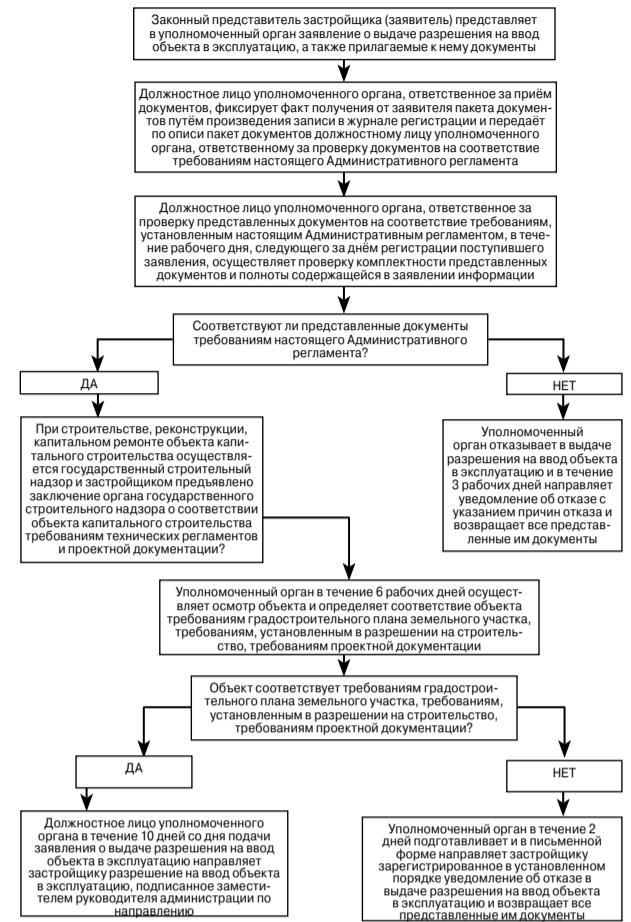 Законный представитель застройщика (заявитель) представляет
в уполномоченный орган заявление о выдаче разрешения на ввод
объекта в эксплуатацию, а также прилагаемые к нему документы
Должностное лицо уполномоченного органа, ответственное за приём
документов, фиксирует факт получения от заявителя пакета докумен-
тов путём произведения записи в журнале регистрации и передаёт
по описи пакет документов должностному лицу уполномоченного
органа, ответственному за проверку документов на соответствие
требованиям настоящего Административного регламента
Должностное лицо уполномоченного органа, ответственное за
проверку представленных документов на соответствие требованиям,
установленным настоящим Административным регламентом, в тече-
ние рабочего дня, следующего за днём регистрации поступившего
заявления, осуществляет проверку комплектности представленных
документов и полноты содержащейся в заявлении информации
Соответствуют ли представленные документы
требованиям настоящего Административного
регламента?
ДА
НЕТ
При строительстве, реконструкции,
капитальном ремонте объекта капи-
тального строительства осуществля-
ется государственный строительный
надзор и застройщиком предъявлено
заключение органа государственного
строительного надзора о соответствии
объекта капитального строительства
требованиям технических регламентов
и проектной документации?
Уполномоченный
орган отказывает в выдаче
разрешения на ввод объекта
в эксплуатацию и в течение
3 рабочих дней направляет
уведомление об отказе с
указанием причин отказа и
возвращает все представ-
ленные им документы
Уполномоченный орган в течение 6 рабочих дней осущест-
вляет осмотр объекта и определяет соответствие объекта
требованиям градостроительного плана земельного участка,
требованиям, установленным в разрешении на строитель-
ство, требованиям проектной документации
Объект соответствует требованиям градострои-
тельного плана земельного участка, требованиям,
установленным в разрешении на строительство,
требованиям проектной документации?
ДА
НЕТ
Должностное лицо уполномоченного
органа в течение 10 дней со дня подачи
заявления о выдаче разрешения на ввод
объекта в эксплуатацию направляет
застройщику разрешение на ввод объекта
в эксплуатацию, подписанное замести-
телем руководителя администрации по
направлению
Уполномоченный орган в течение 2
дней подготавливает и в письменной
форме направляет застройщику
зарегистрированное в установленном
порядке уведомление об отказе в
выдаче разрешения на ввод объекта
в эксплуатацию и возвращает все
представленные им документы